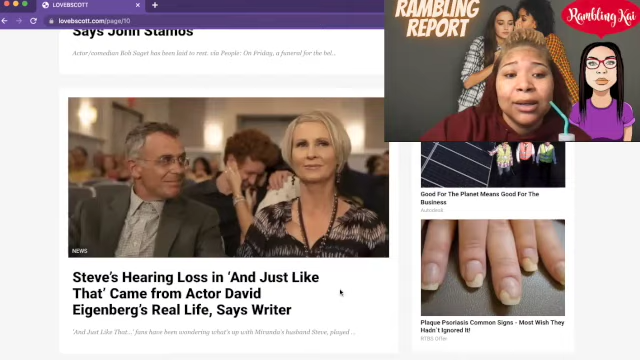 LOVEBSCOTT
lovebscott.com/page/10
Says John Stamos
Actor/comedian Bob Saget has been laid to rest. via People: On Friday, a funeral for the bel..
NEWS
Steve's Hearing Loss in 'And Just Like
That' Came from Actor David
Eigenberg's Real Life, Says Writer
'And Just Like That...' fans have been wondering what's up with Miranda's husband Steve, played ..
RAMBLING
REPORT
Rambling Kai
Good For The Planet Means Good For The
Business
Autodesk
Plaque Psoriasis Common Signs - Most Wish They
Hadn't Ignored It!